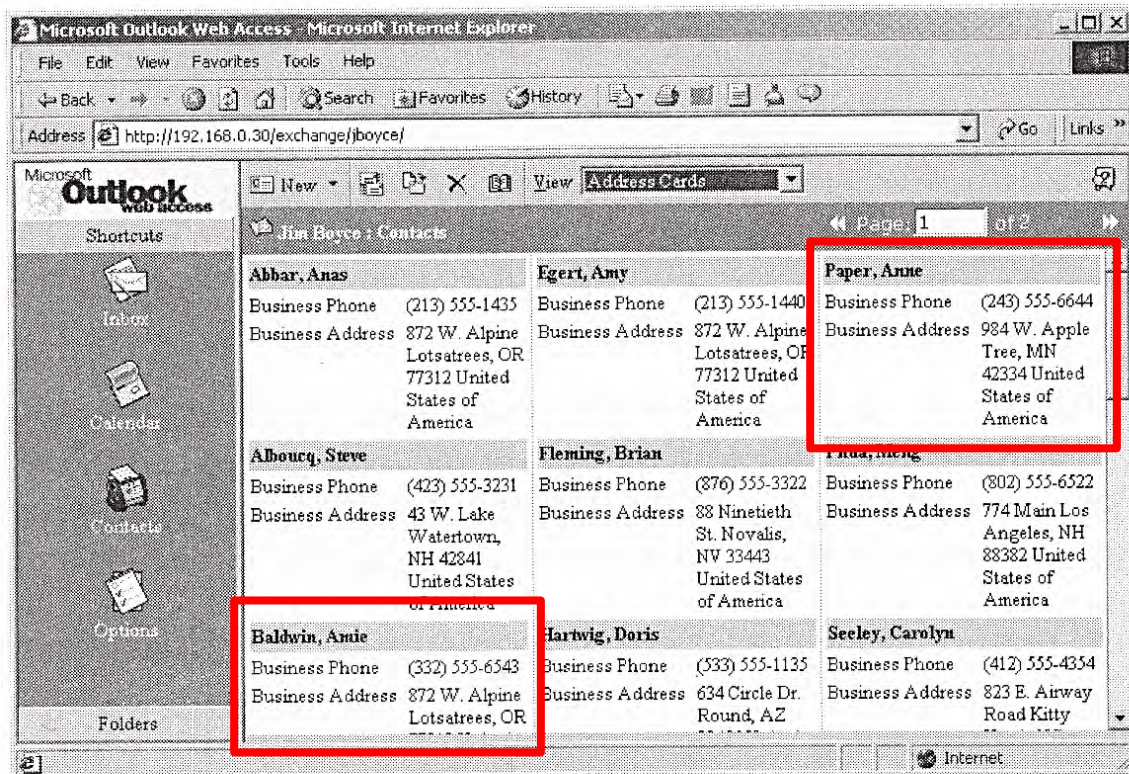 Microsoft Outlook Web Access - Microsoft Internet Explorer
File Edit View Favorites Tools Help
Back Search Favorites History
Address http://192.168.0.30/exchange/jboyce/ Go Links »
Microsoft
Outlook
web access
New View Address Cards
Shortcuts
Jim Boyce : Contacts Page: 1 of 2
Inbox
Calendar
Contacts
Options
Folders
Abbar, Anas
Business Phone (213) 555-1435
Business Address 872 W. Alpine
Lotsatrees, OR
77312 United
States of
America
Alboucq, Steve
Business Phone (423) 555-3231
Business Address 43 W. Lake
Watertown,
NH 42841
United States
of America
Baldwin, Amie
Business Phone (332) 555-6543
Business Address 872 W. Alpine
Lotsatrees, OR
Egert, Amy
Business Phone (213) 555-1440
Business Address 872 W. Alpine
Lotsatrees, OR
77312 United
States of
America
Fleming, Brian
Business Phone (876) 555-3322
Business Address 88 Ninetieth
St. Novalis,
NV 33443
United States
of America
Hartwig, Doris
Business Phone (533) 555-1135
Business Address 634 Circle Dr.
Round, AZ
Paper, Anne
Business Phone (243) 555-6644
Business Address 984 W. Apple
Tree, MN
42334 United
States of
America
Meng
Business Phone (802) 555-6522
Business Address 774 Main Los
Angeles, NH
88382 United
States of
America
Seeley, Carolyn
Business Phone (412) 555-4354
Business Address 823 E. Airway
Road Kitty
Internet